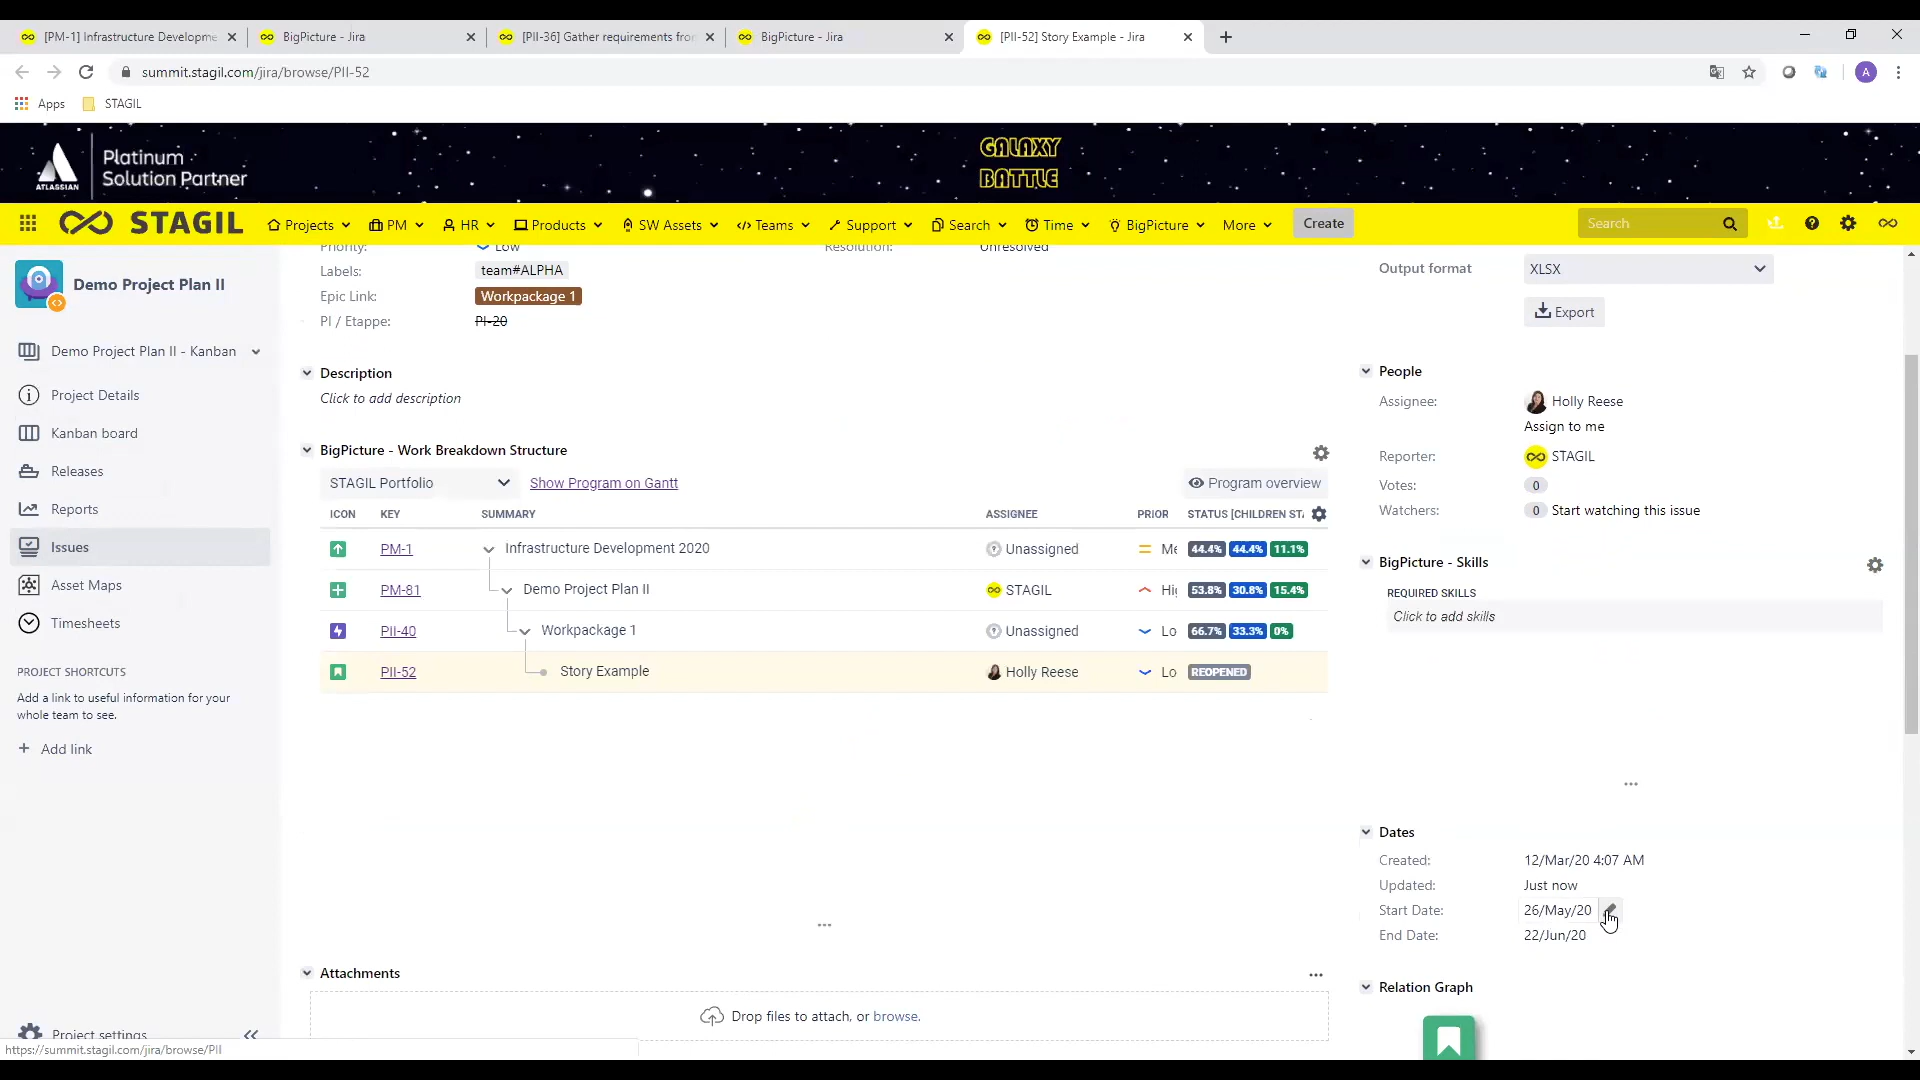 [PM-1] Infrastructure Developme
BigPicture - Jira
[PII-36] Gather requirements fro
BigPicture - Jira
[PII-52] Story Example - Jira
summit.stagil.com/jira/browse/PII-52
A
Apps
STAGIL
ATLASSIAN
Platinum
Solution Partner
GALAXY
BATTLE
STAGIL
Projects
PM
HR
Products
SW Assets
Teams
Support
Search
Time
BigPicture
More
Create
Search
Demo Project Plan II
Demo Project Plan II - Kanban
Project Details
Kanban board
Releases
Reports
Issues
Asset Maps
Timesheets
PROJECT SHORTCUTS
Add a link to useful information for your
whole team to see.
+ Add link
Project settings
https://summit.stagil.com/jira/browse/PII
Priority: Low
Resolution: Unresolved
Labels: team#ALPHA
Epic Link: Workpackage 1
PI / Etappe: PI-20
Description
Click to add description
BigPicture - Work Breakdown Structure
STAGIL Portfolio
Show Program on Gantt
Program overview
ICON KEY SUMMARY ASSIGNEE PRIOR STATUS [CHILDREN STA
PM-1 Infrastructure Development 2020 Unassigned Me 44.4% 44.4% 11.1%
PM-81 Demo Project Plan II STAGIL Hi 53.8% 30.8% 15.4%
PII-40 Workpackage 1 Unassigned Lo 66.7% 33.3% 0%
PII-52 Story Example Holly Reese Lo REOPENED
Attachments
Drop files to attach, or browse.
Output format XLSX
Export
People
Assignee: Holly Reese
Assign to me
Reporter: STAGIL
Votes: 0
Watchers: 0 Start watching this issue
BigPicture - Skills
REQUIRED SKILLS
Click to add skills
Dates
Created: 12/Mar/20 4:07 AM
Updated: Just now
Start Date: 26/May/20
End Date: 22/Jun/20
Relation Graph